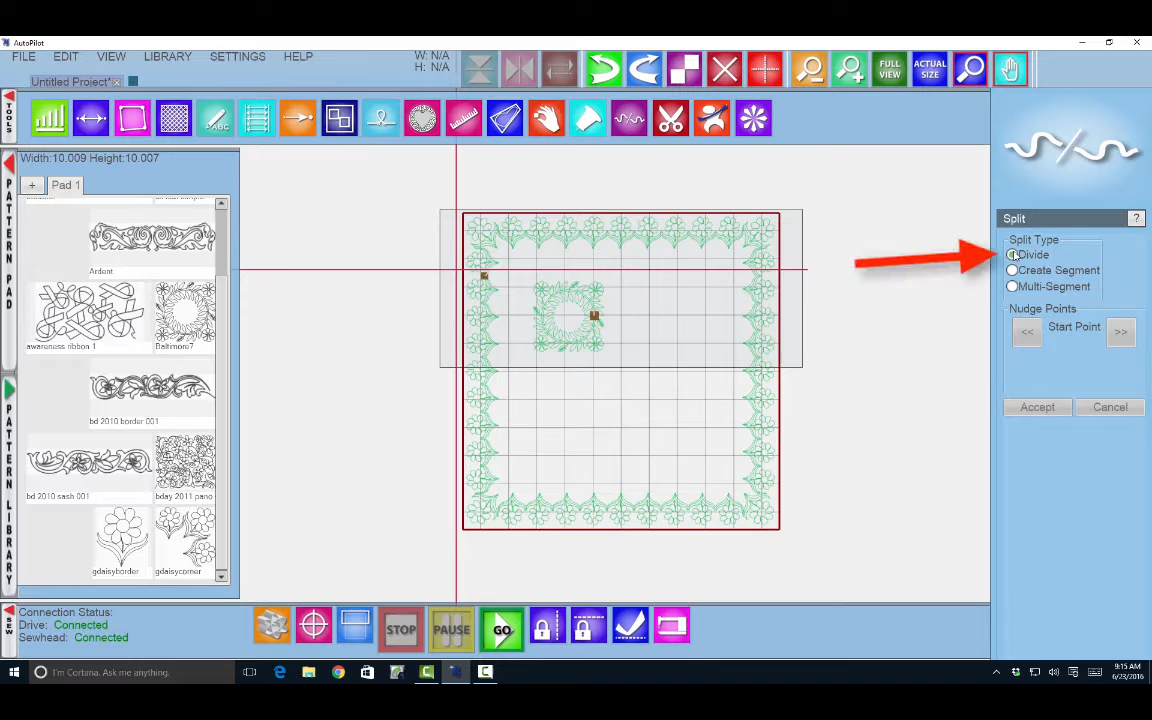 AutoPilot
FILE EDIT VIEW LIBRARY SETTINGS HELP
W: N/A
H: N/A
FULL VIEW
ACTUAL SIZE
Untitled Project*
TOOLS
ABC
Width:10.009 Height:10.007
+ Pad 1
PATTERN PAD
PATTERN LIBRARY
Ardent
awareness ribbon 1
Baltimore7
bd 2010 border 001
bd 2010 sash 001
bday 2011 pano
gdaisyborder
gdaisycorner
Split ?
Split Type
Divide
Create Segment
Multi-Segment
Nudge Points
<< Start Point >>
Accept Cancel
SEW
Connection Status:
Drive: Connected
Sewhead: Connected
STOP PAUSE GO
I'm Cortana. Ask me anything.
9:15 AM
6/23/2016